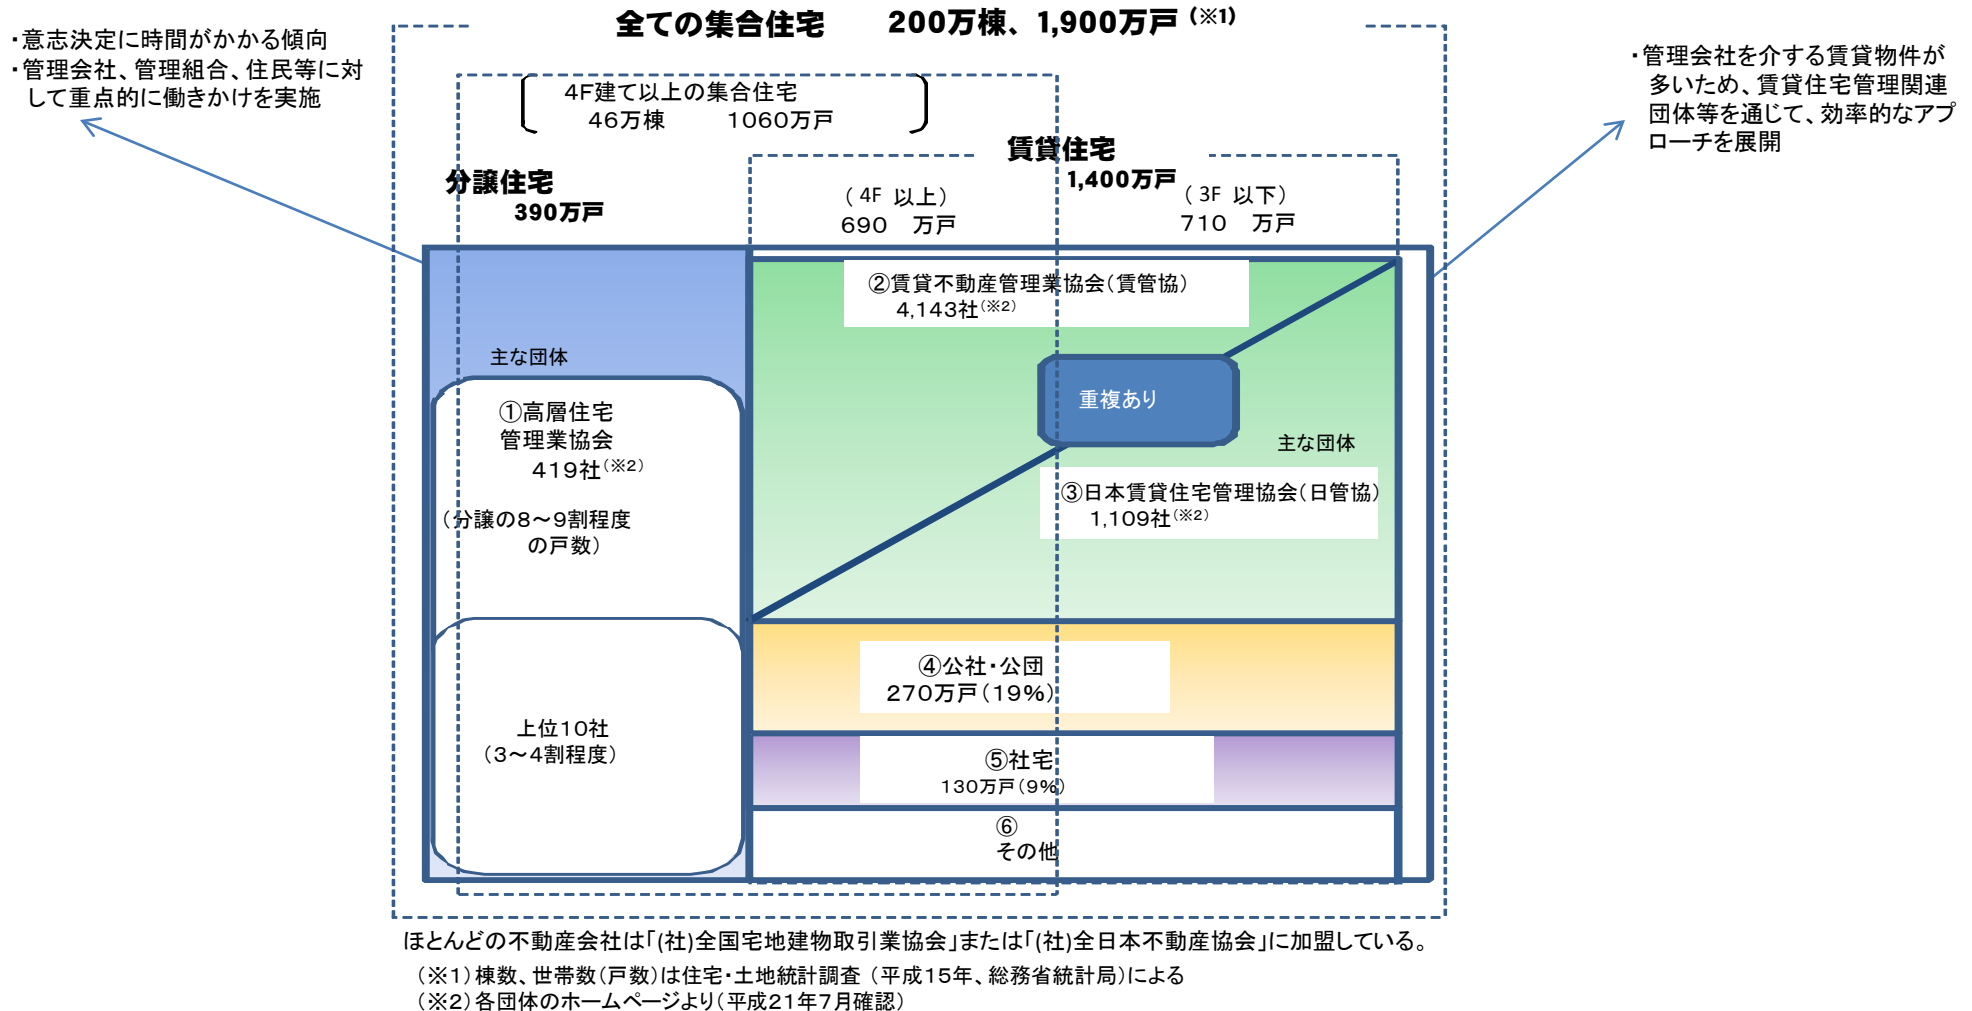 全ての集合住宅　　200万棟、1,900万戸（※1）
・意志決定に時間がかかる傾向
・管理会社、管理組合、住民等に対
して重点的に働きかけを実施
・管理会社を介する賃貸物件が
多いため、賃貸住宅管理関連
団体等を通じて、効率的なアプ
ローチを展開
4F建て以上の集合住宅
46万棟　　1060万戸
賃貸住宅
1,400万戸
分譲住宅
390万戸
（4F 以上）
690　万戸
（3F 以下）
710　万戸
②賃貸不動産管理業協会（賃管協）
4,143社（※2）
主な団体
①高層住宅
管理業協会
419社（※2）
（分譲の8～9割程度
の戸数）
重複あり
主な団体
③日本賃貸住宅管理協会（日管協）
1,109社（※2）
④公社・公団
270万戸（19%）
上位10社
（3～4割程度）
⑤社宅
130万戸（9%）
⑥
その他
ほとんどの不動産会社は「(社)全国宅地建物取引業協会」または「(社)全日本不動産協会」に加盟している。
（※1）棟数、世帯数（戸数）は住宅・土地統計調査（平成15年、総務省統計局）による
（※2）各団体のホームページより（平成21年7月確認）